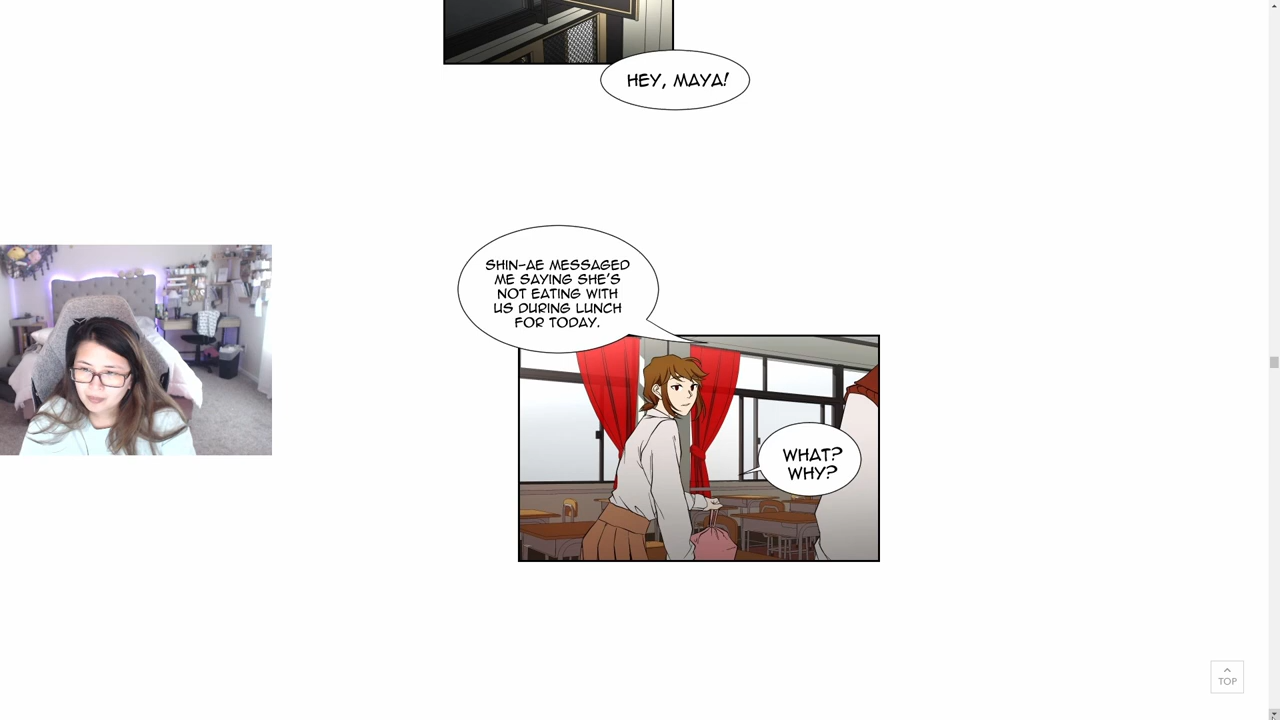 HEY, MAYA!
SHIN-AE MESSAGED
ME SAYING SHE'S
NOT EATING WITH
US DURING LUNCH
FOR TODAY.
WHAT?
WHY?
TOP